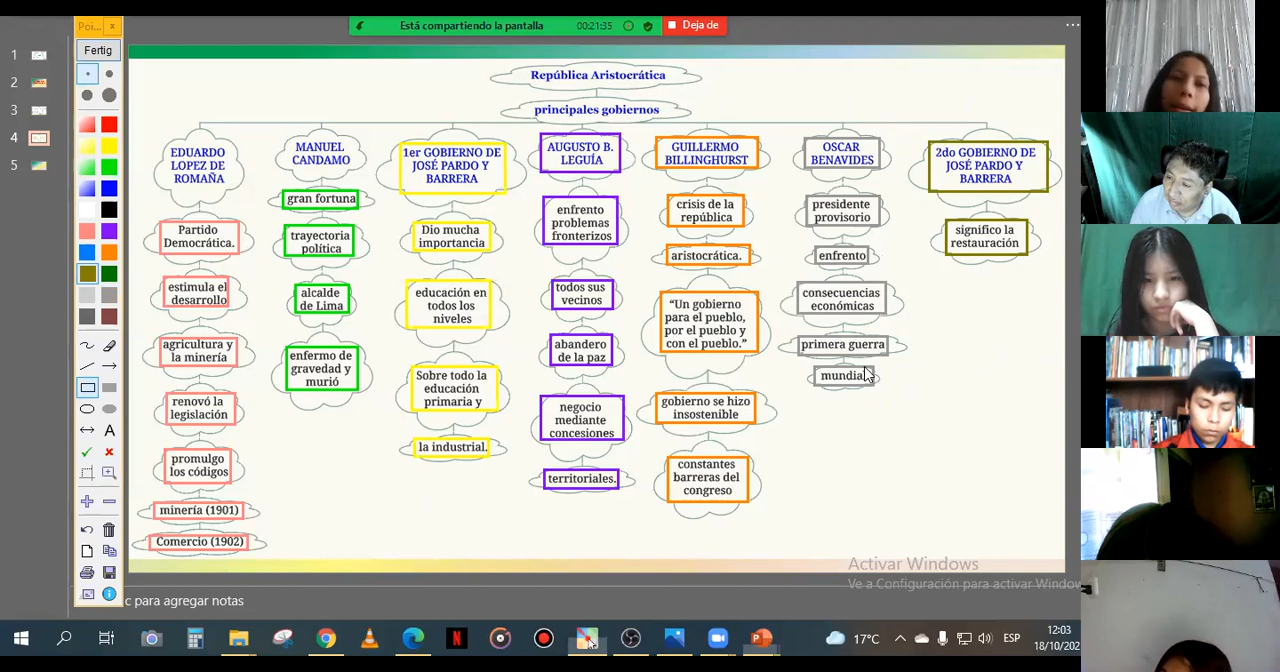 Poi...
Fertig
Está compartiendo la pantalla
00:21:35
Deja de
1
2
3
4
5
República Aristocrática
principales gobiernos
EDUARDO
LOPEZ DE
ROMAÑA
Partido
Democrática.
estimula el
desarrollo
agricultura y
la minería
renovó la
legislación
promulgo
los códigos
minería (1901)
Comercio (1902)
MANUEL
CANDAMO
gran fortuna
trayectoria
política
alcalde
de Lima
enfermo de
gravedad y
murió
1er GOBIERNO DE
JOSÉ PARDO Y
BARRERA
Dio mucha
importancia
educación en
todos los
niveles
Sobre todo la
educación
primaria y
la industrial.
AUGUSTO B.
LEGUÍA
enfrento
problemas
fronterizos
todos sus
vecinos
abandero
de la paz
negocio
mediante
concesiones
territoriales.
GUILLERMO
BILLINGHURST
crisis de la
república
aristocrática.
“Un gobierno
para el pueblo,
por el pueblo y
con el pueblo.”
gobierno se hizo
insostenible
constantes
barreras del
congreso
OSCAR
BENAVIDES
presidente
provisorio
enfrento
consecuencias
económicas
primera guerra
mundial
2do GOBIERNO DE
JOSÉ PARDO Y
BARRERA
significo la
restauración
Activar Windows
Ve a Configuración para activar Window
c para agregar notas
17°C
ESP
12:03
18/10/202